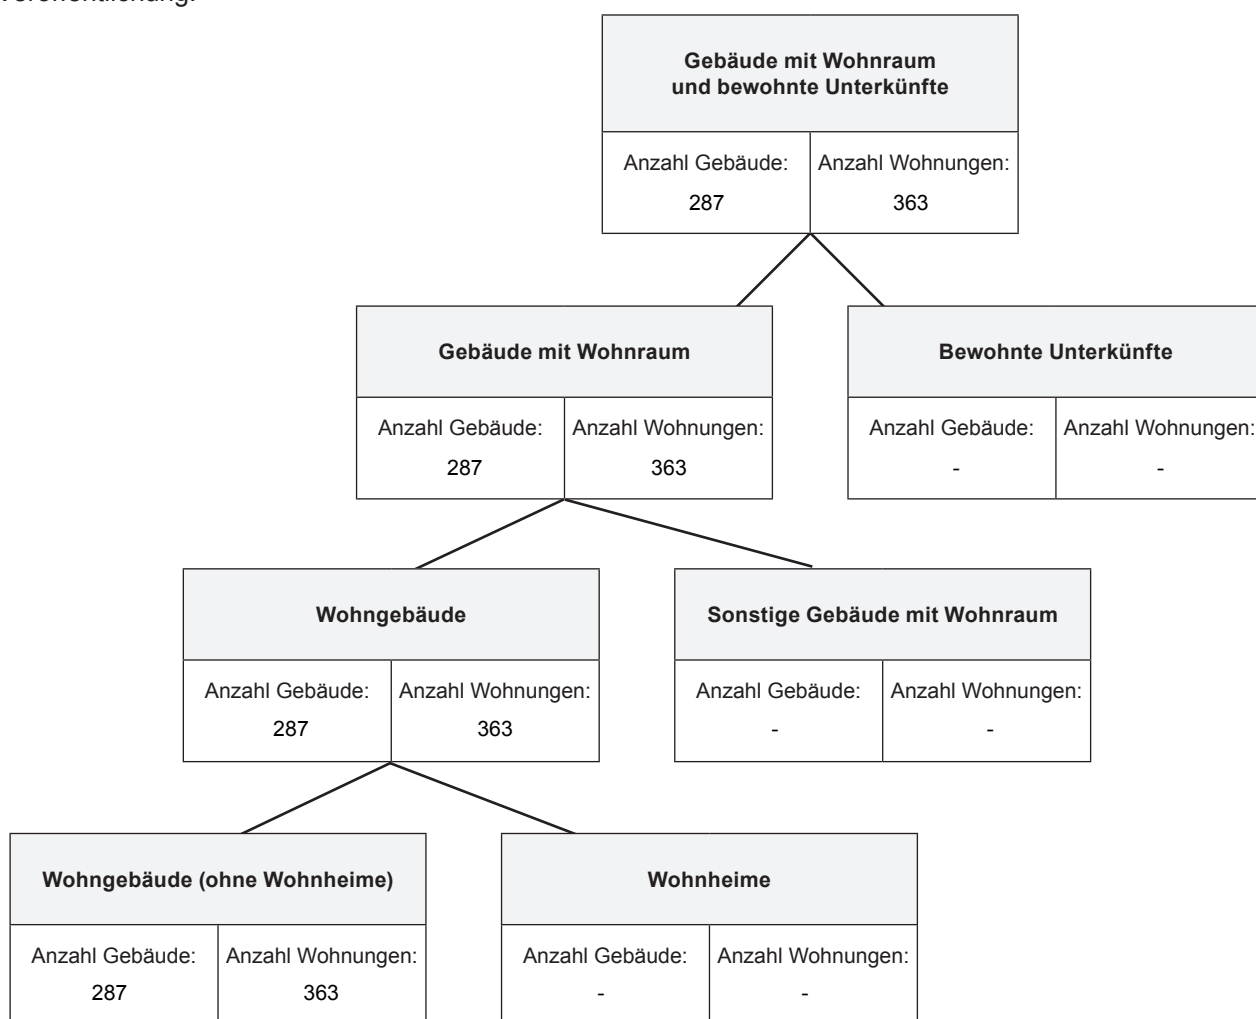 Veröffentlichung.
Gebäude mit Wohnraum
und bewohnte Unterkünfte
Anzahl Gebäude: Anzahl Wohnungen:
287 363
Gebäude mit Wohnraum
Bewohnte Unterkünfte
Anzahl Gebäude: Anzahl Wohnungen:
287 363
Anzahl Gebäude: Anzahl Wohnungen:
- -
Wohngebäude
Sonstige Gebäude mit Wohnraum
Anzahl Gebäude: Anzahl Wohnungen:
287 363
Anzahl Gebäude: Anzahl Wohnungen:
- -
Wohngebäude (ohne Wohnheime)
Wohnheime
Anzahl Gebäude: Anzahl Wohnungen:
287 363
Anzahl Gebäude: Anzahl Wohnungen:
- -